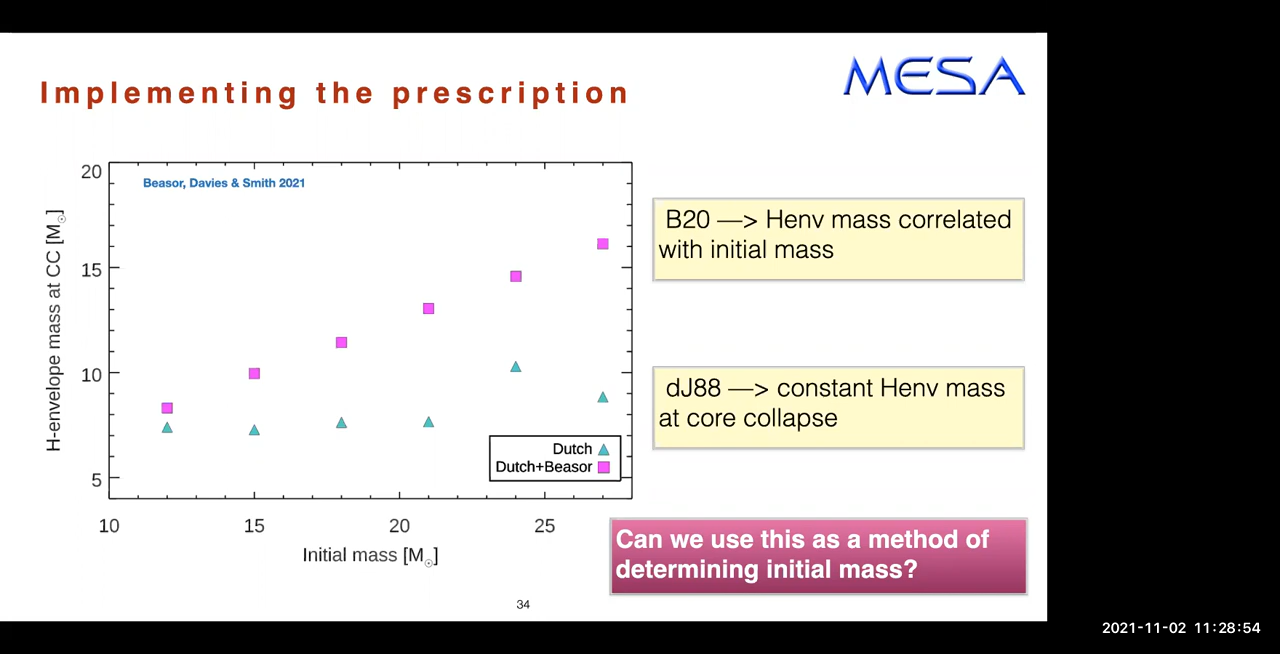 Implementing the prescription
MESA
20
15
10
5
H-envelope mass at CC [M☉]
Beasor, Davies & Smith 2021
Dutch
Dutch+Beasor
10 15 20 25
Initial mass [M☉]
B20 —> Henv mass correlated
with initial mass
dJ88 —> constant Henv mass
at core collapse
Can we use this as a method of
determining initial mass?
34
2021-11-02 11:28:54